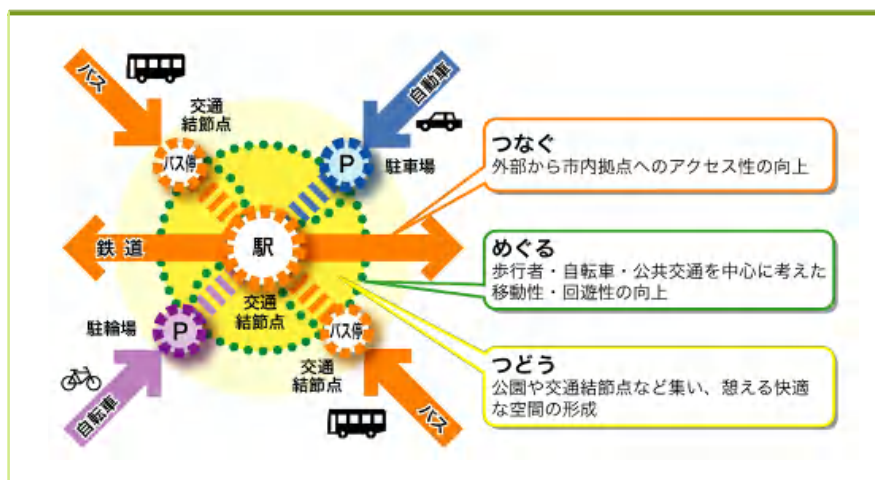 バス
交通
結節点
自動車
バス停
P
駐車場
鉄道
駅
交通
結節点
駐輪場
P
バス停
交通
結節点
自転車
バス
つなぐ
外部から市内拠点へのアクセス性の向上
めぐる
歩行者・自転車・公共交通を中心に考えた
移動性・回遊性の向上
つどう
公園や交通結節点など集い、憩える快適
な空間の形成